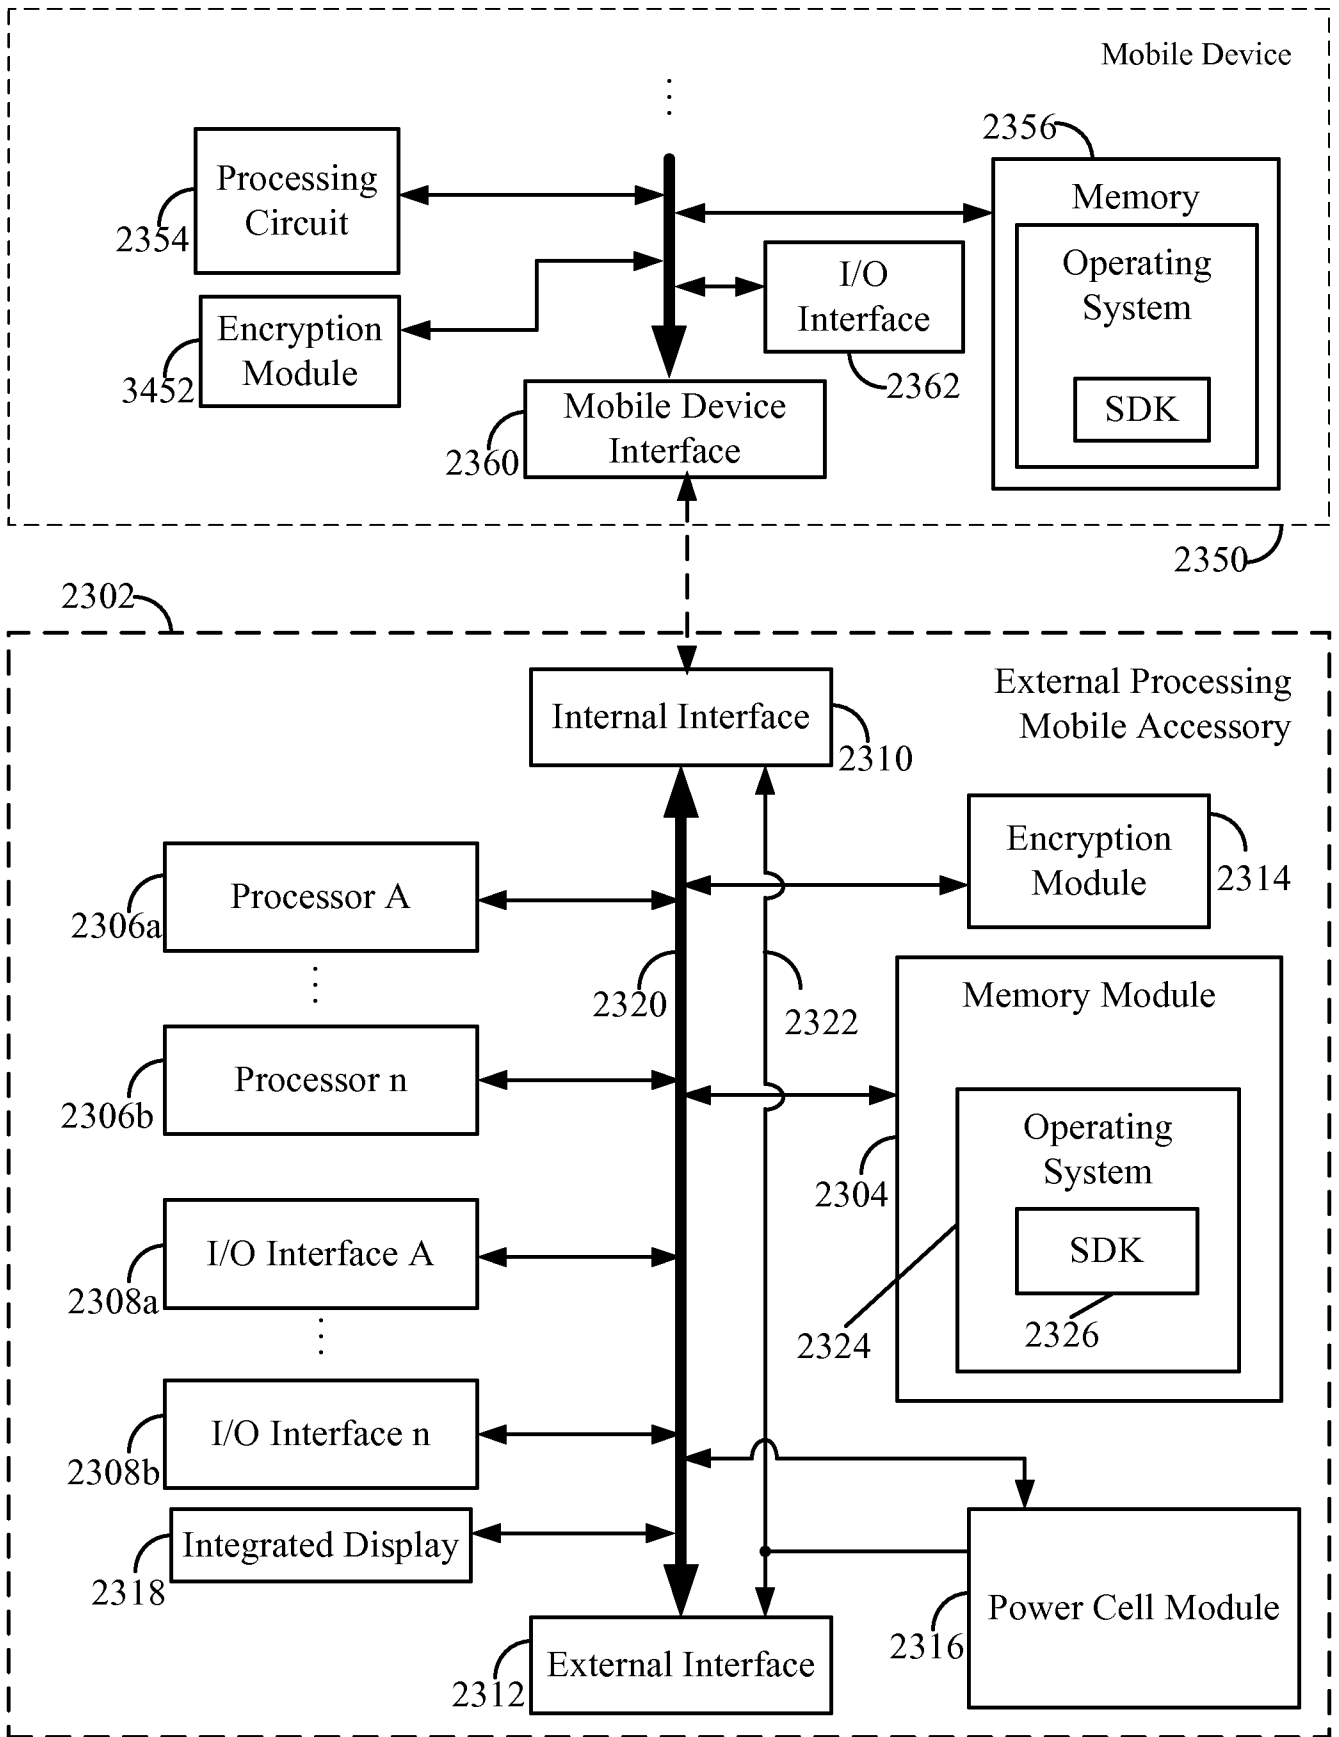 Mobile Device
2356
Processing
Circuit
2354
Memory
Operating
System
SDK
I/O
Interface
2362
Encryption
Module
3452
Mobile Device
Interface
2360
2350
2302
External Processing
Mobile Accessory
Internal Interface
2310
Encryption
Module
2314
Processor A
2306a
2320
2322
Memory Module
Processor n
2306b
Operating
System
2304
SDK
I/O Interface A
2308a
2324
2326
I/O Interface n
2308b
Integrated Display
2318
Power Cell Module
2316
External Interface
2312